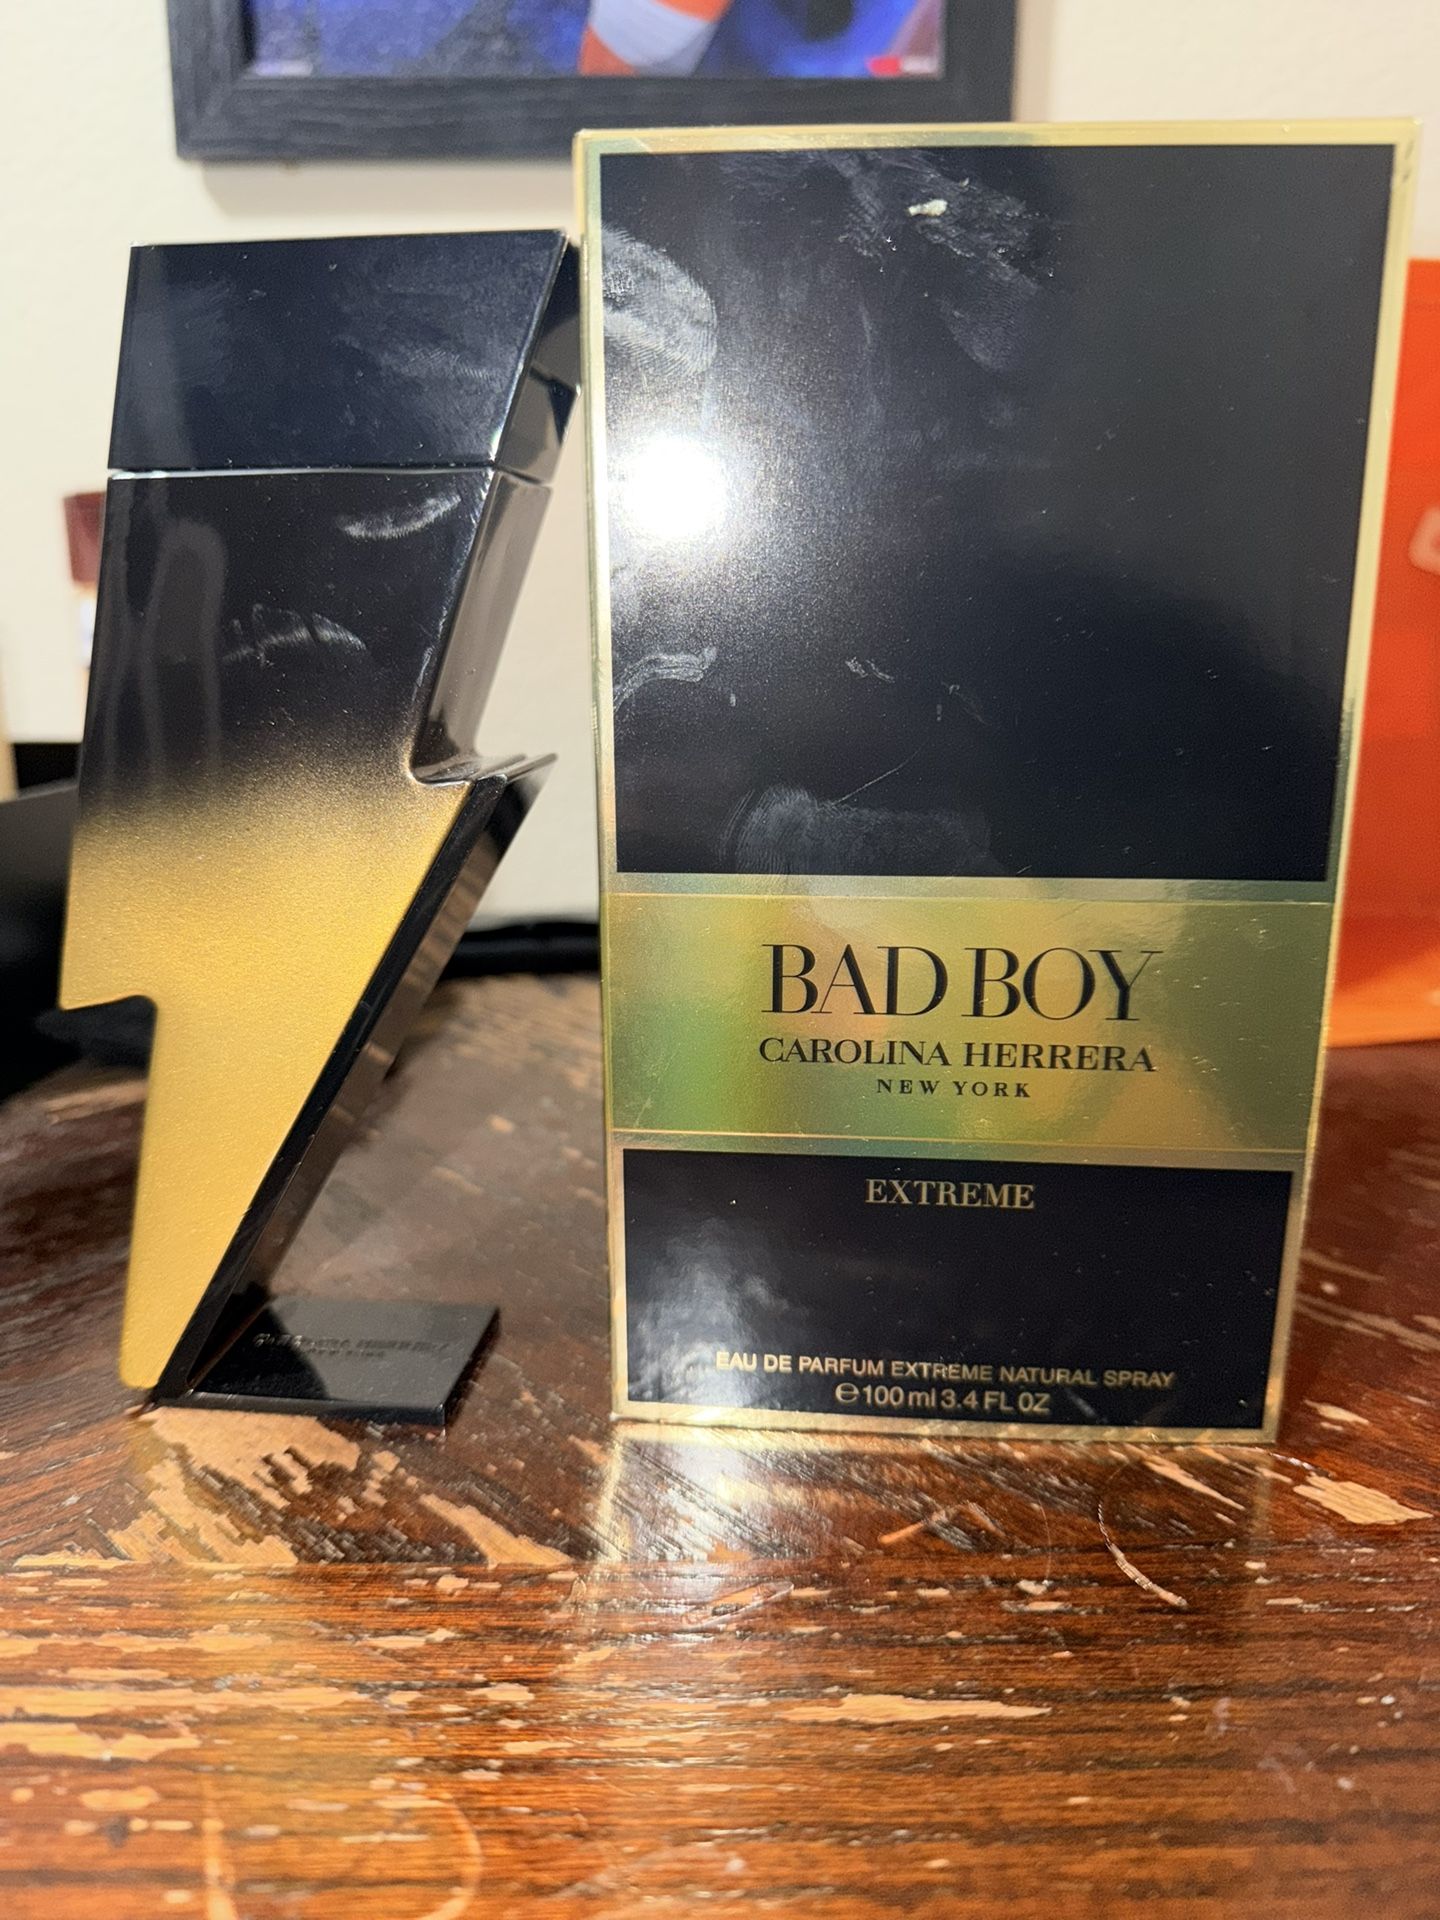 BAD BOY
CAROLINA HERRERA
NEW YORK
EXTREME
EAU DE PARFUM EXTREME NATURAL SPRAY
℮100 ml 3.4 FL OZ